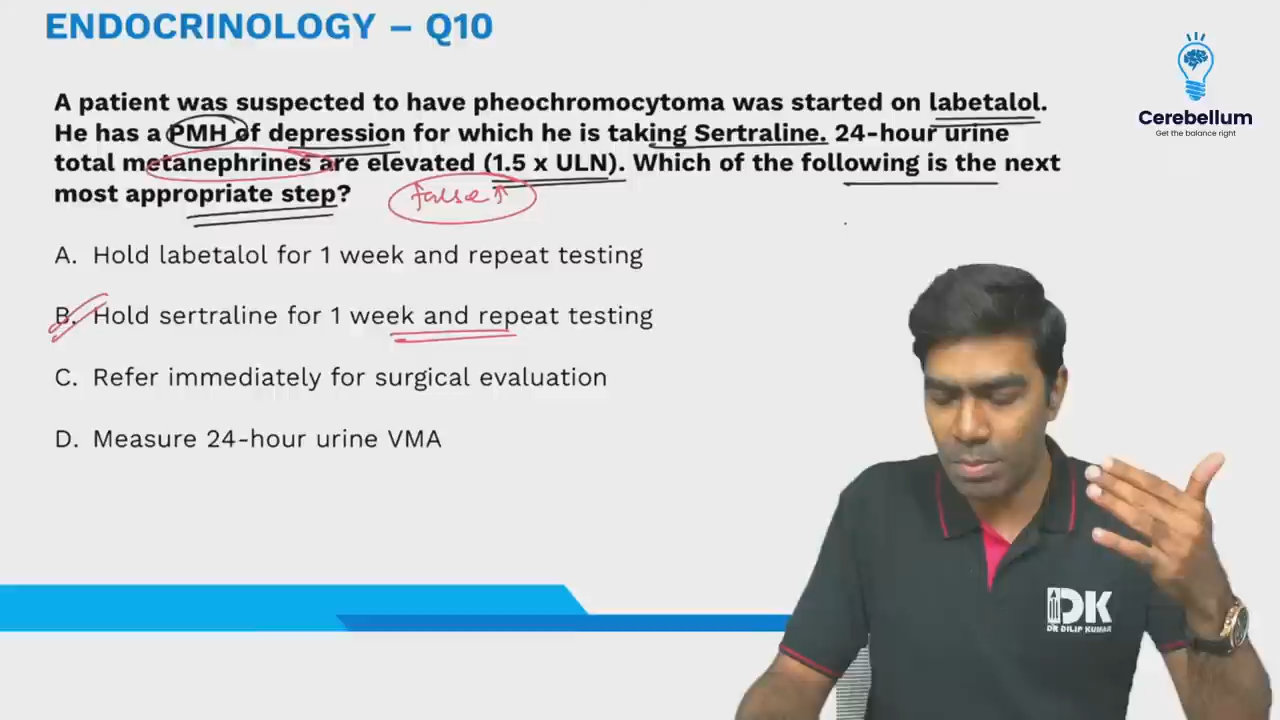 ENDOCRINOLOGY – Q10
A patient was suspected to have pheochromocytoma was started on labetalol.
He has a PMH of depression for which he is taking Sertraline. 24-hour urine
total metanephrines are elevated (1.5 x ULN). Which of the following is the next
most appropriate step?
false ↑
A. Hold labetalol for 1 week and repeat testing
B. Hold sertraline for 1 week and repeat testing
C. Refer immediately for surgical evaluation
D. Measure 24-hour urine VMA
Cerebellum
Get the balance right
DK
DR DILIP KUMAR